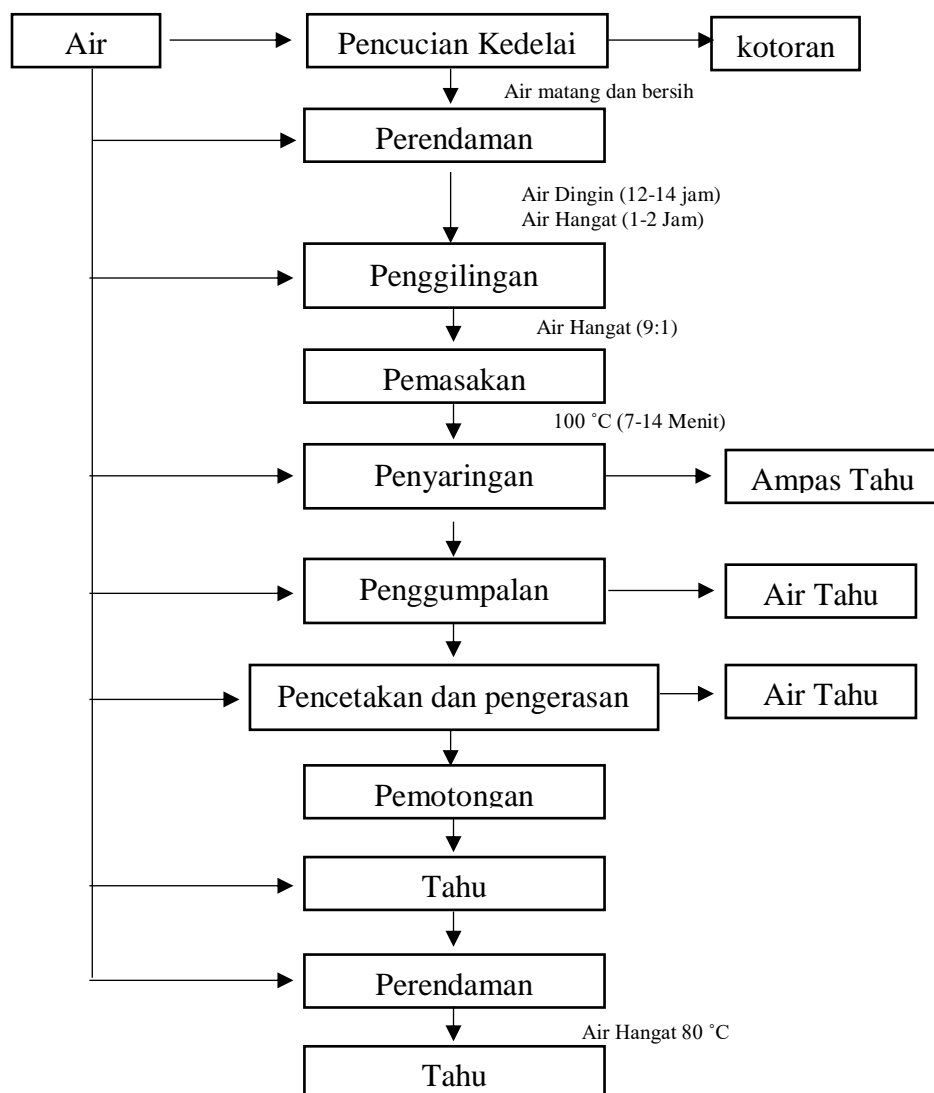 Air
Pencucian Kedelai
kotoran
Air matang dan bersih
Perendaman
Air Dingin (12-14 jam)
Air Hangat (1-2 Jam)
Penggilingan
Air Hangat (9:1)
Pemasakan
100 ˚C (7-14 Menit)
Penyaringan
Ampas Tahu
Penggumpalan
Air Tahu
Pencetakan dan pengerasan
Air Tahu
Pemotongan
Tahu
Perendaman
Air Hangat 80 ˚C
Tahu